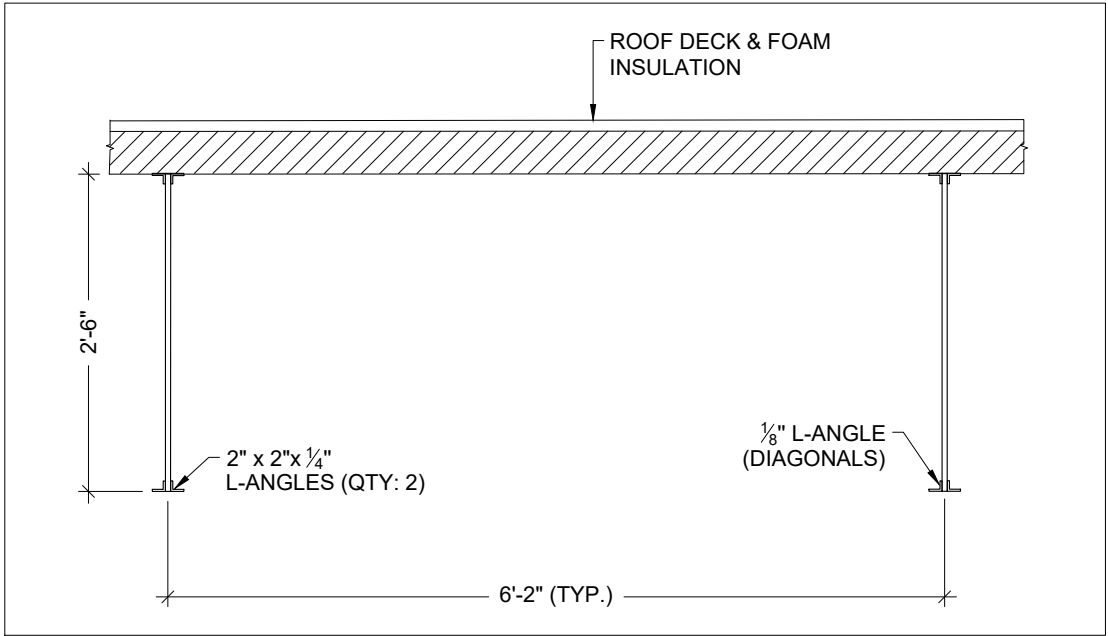 ROOF DECK & FOAM
INSULATION
2'-6"
2" x 2"x ¼"
L-ANGLES (QTY: 2)
⅛" L-ANGLE
(DIAGONALS)
6'-2" (TYP.)